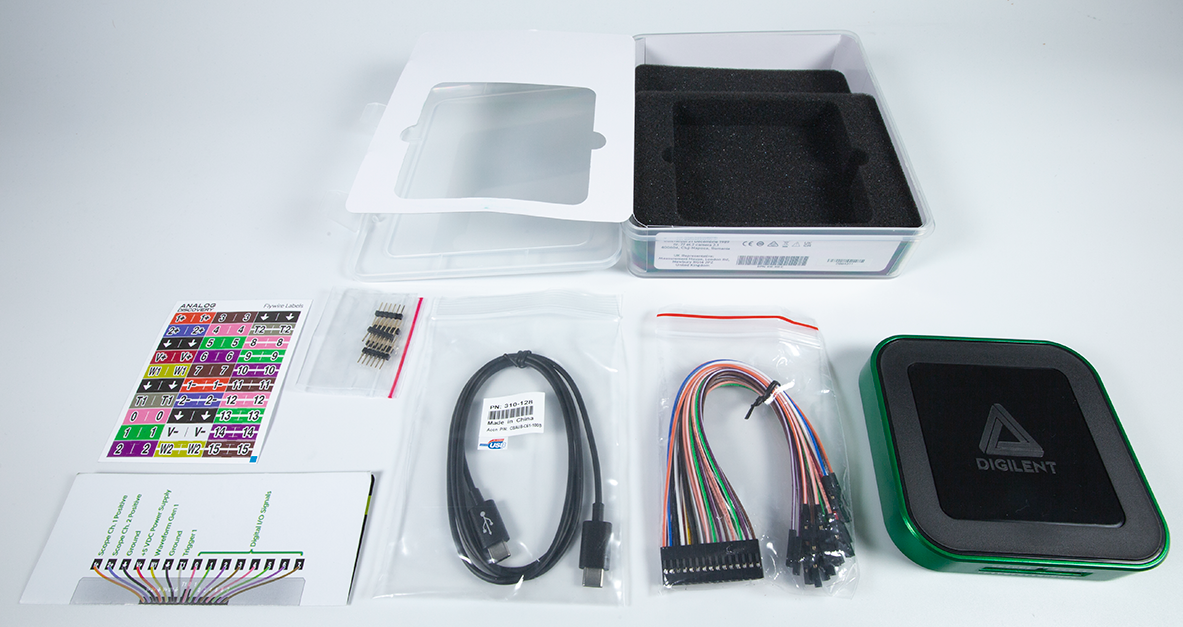 ANALOG
DISCOVERY
Flywire Labels
1+ 1+ 3 3 ↓ ↓
2+ 2+ 4 4 T2 T2
↓ ↓ 5 5 8 8
V+ V+ 6 6 9 9
W1 W1 7 7 10 10
↓ ↓ 1- 1- 11 11
T1 T1 2- 2- 12 12
0 0 ↓ ↓ 13 13
1 1 V- V- 14 14
2 2 W2 W2 15 15
Scope Ch. 1 Positive
Scope Ch. 2 Positive
Ground
+5 VDC Power Supply
Waveform Gen 1
Ground
Trigger 1
Digital I/O Signals
PN: 310-128
Made in China
USB
DIGILENT
United Kingdom